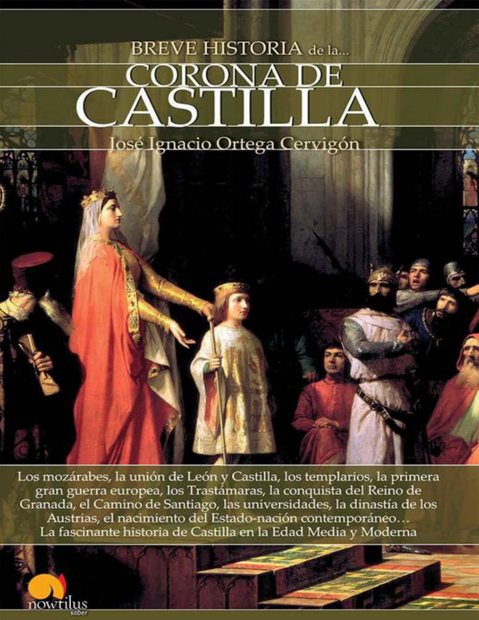 BREVE HISTORIA de la...
CORONA DE
CASTILLA
José Ignacio Ortega Cervigón
Los mozárabes, la unión de León y Castilla, los templarios, la primera
gran guerra europea, los Trastámaras, la conquista del Reino de
Granada, el Camino de Santiago, las universidades, la dinastía de los
Austrias, el nacimiento del Estado-nación contemporáneo…
La fascinante historia de Castilla en la Edad Media y Moderna
nowtilus
saber